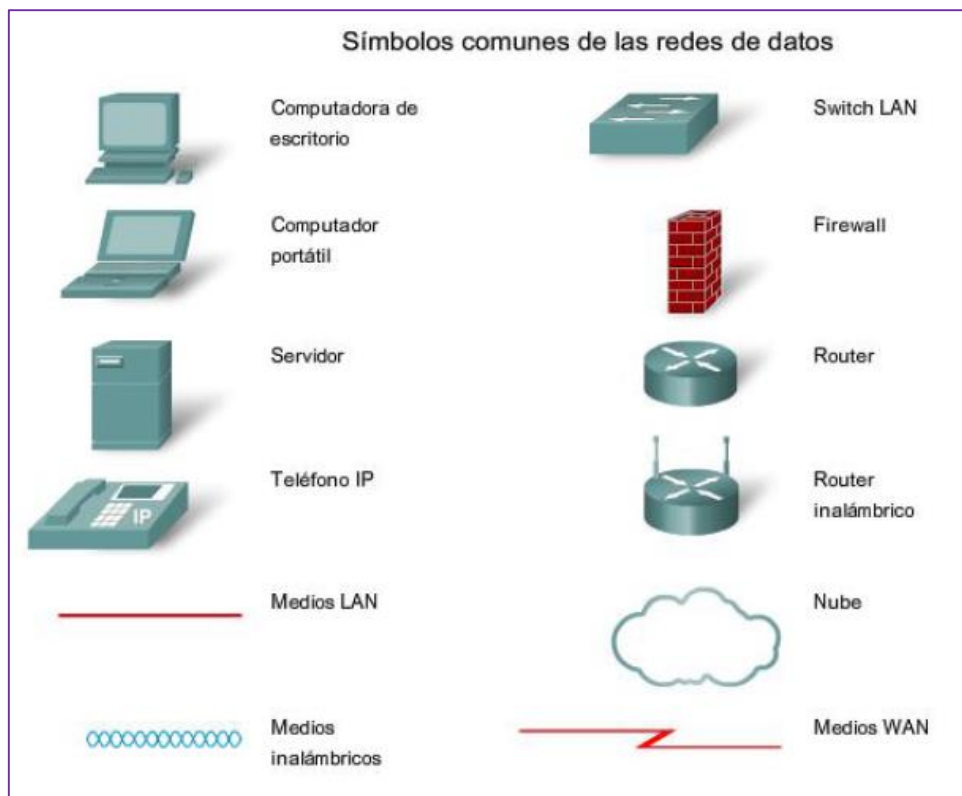 Símbolos comunes de las redes de datos
Computadora de
escritorio
Switch LAN
Computador
portátil
Firewall
Servidor
Router
Teléfono IP
IP
Router
inalámbrico
Medios LAN
Nube
Medios
inalámbricos
Medios WAN